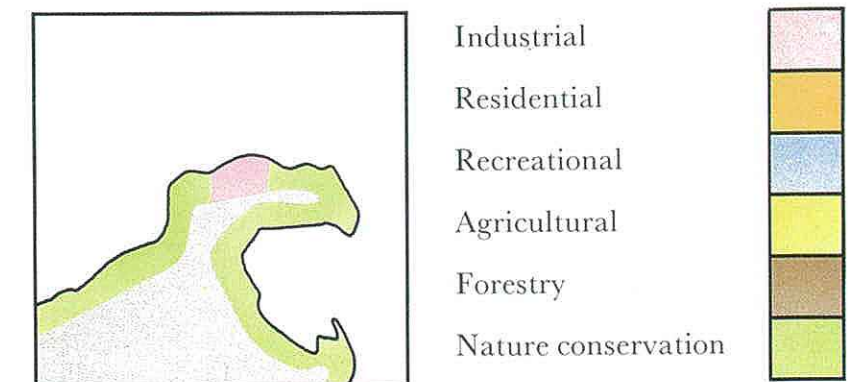 Industrial
Residential
Recreational
Agricultural
Forestry
Nature conservation